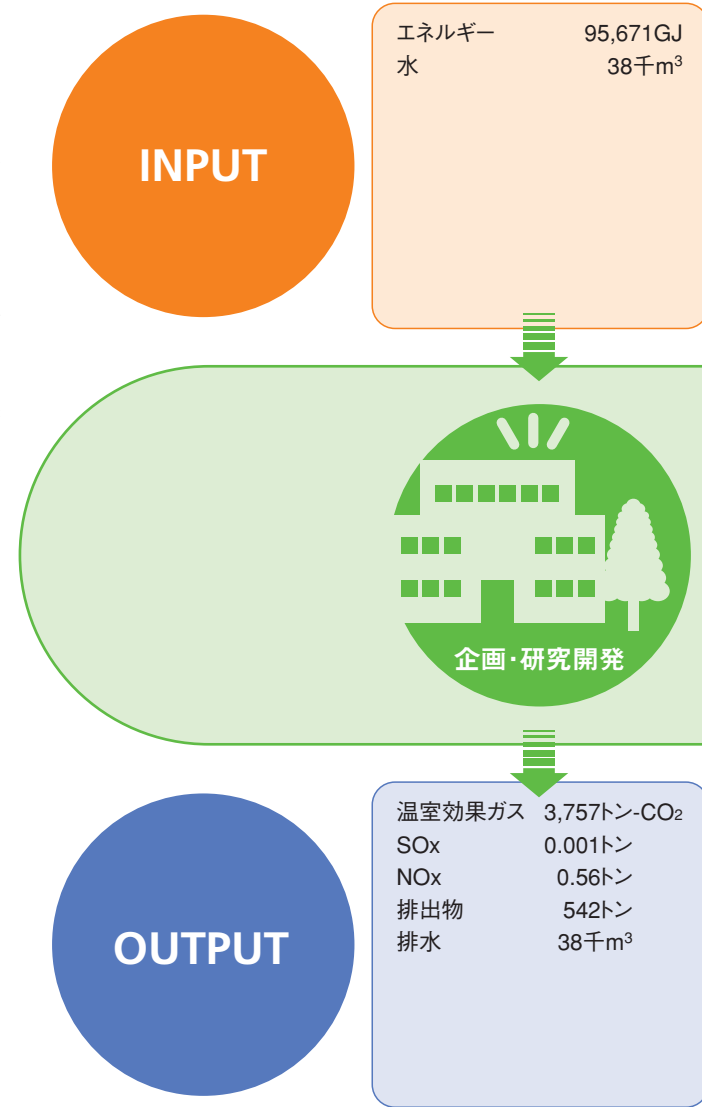 INPUT
エネルギー 95,671GJ
水 38千m³
企画・研究開発
OUTPUT
温室効果ガス 3,757トン-CO₂
SOx 0.001トン
NOx 0.56トン
排出物 542トン
排水 38千m³